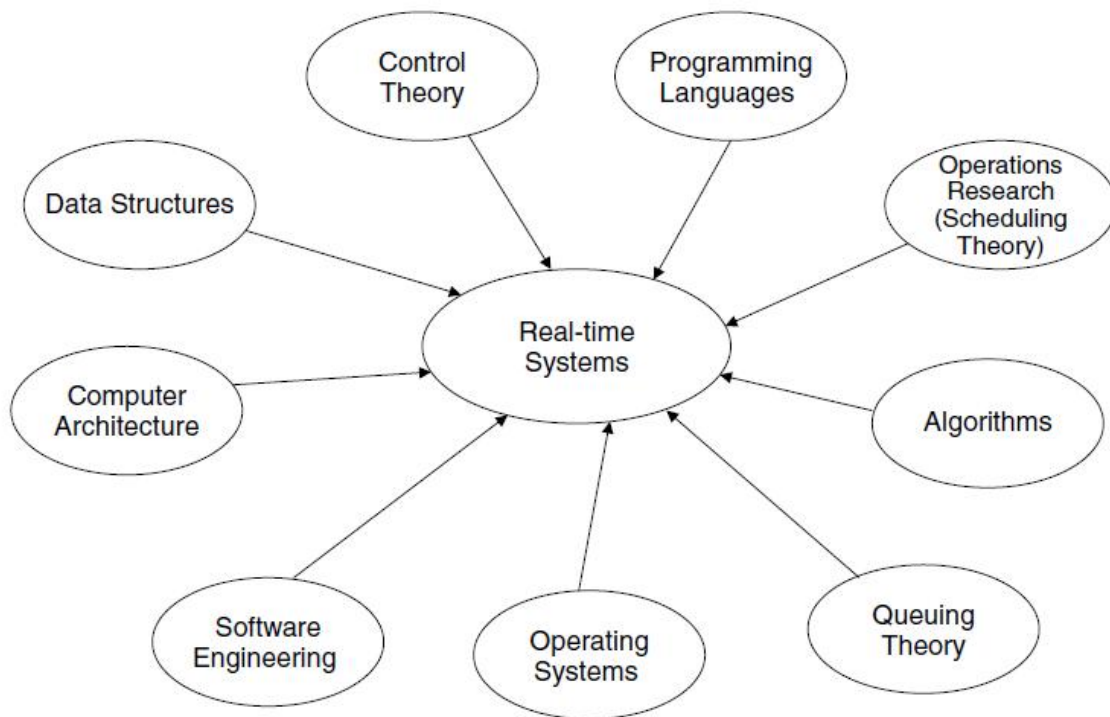 Control
Theory
Programming
Languages
Operations
Research
(Scheduling
Theory)
Data Structures
Real-time
Systems
Computer
Architecture
Algorithms
Software
Engineering
Operating
Systems
Queuing
Theory